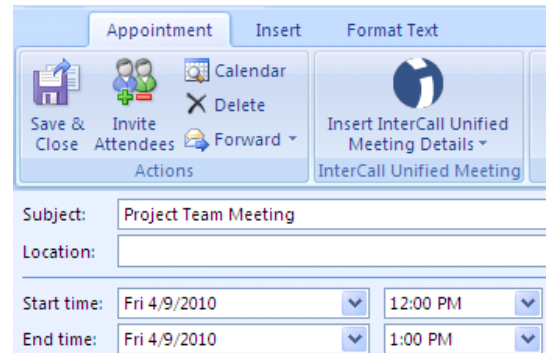 Appointment Insert Format Text
Save & Close
Invite Attendees
Calendar
Delete
Forward
Insert InterCall Unified Meeting Details
Actions
InterCall Unified Meeting
Subject: Project Team Meeting
Location:
Start time: Fri 4/9/2010 12:00 PM
End time: Fri 4/9/2010 1:00 PM